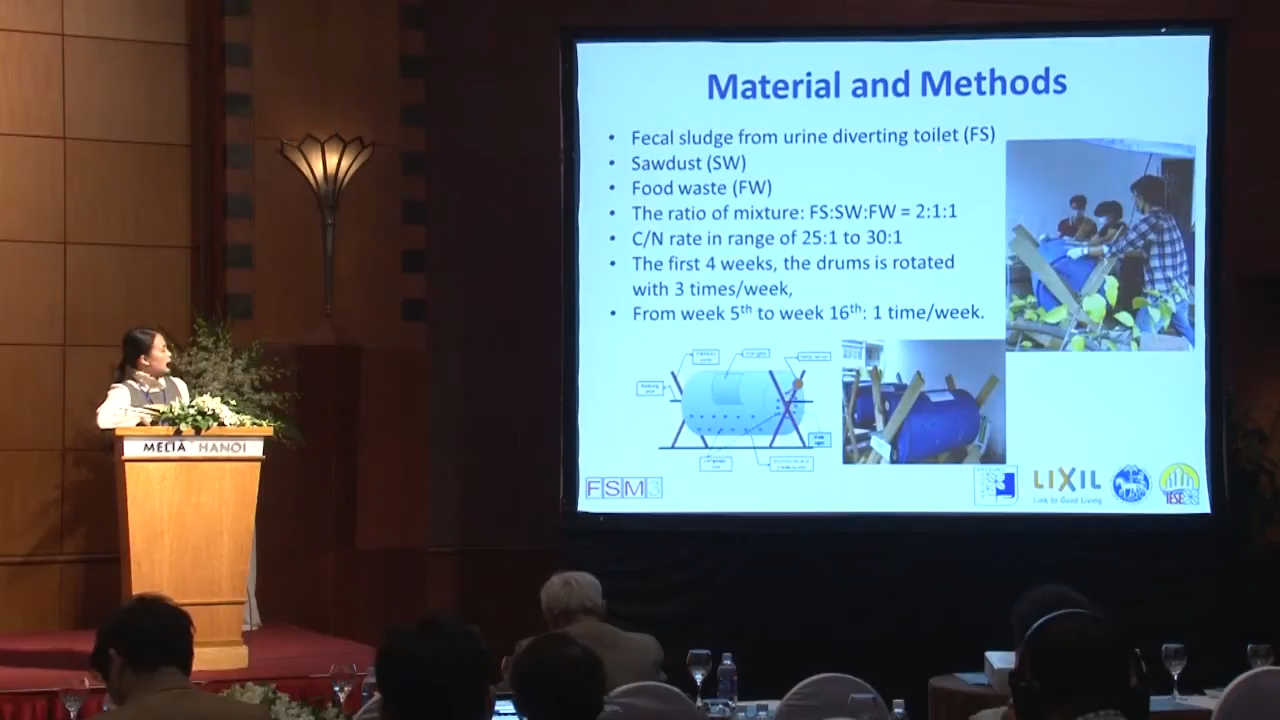 Material and Methods
• Fecal sludge from urine diverting toilet (FS)
• Sawdust (SW)
• Food waste (FW)
• The ratio of mixture: FS:SW:FW = 2:1:1
• C/N rate in range of 25:1 to 30:1
• The first 4 weeks, the drums is rotated
with 3 times/week,
• From week 5th to week 16th: 1 time/week.
FSM3
LIXIL
Link to Good Living
IESE
MELIÃ HANOI